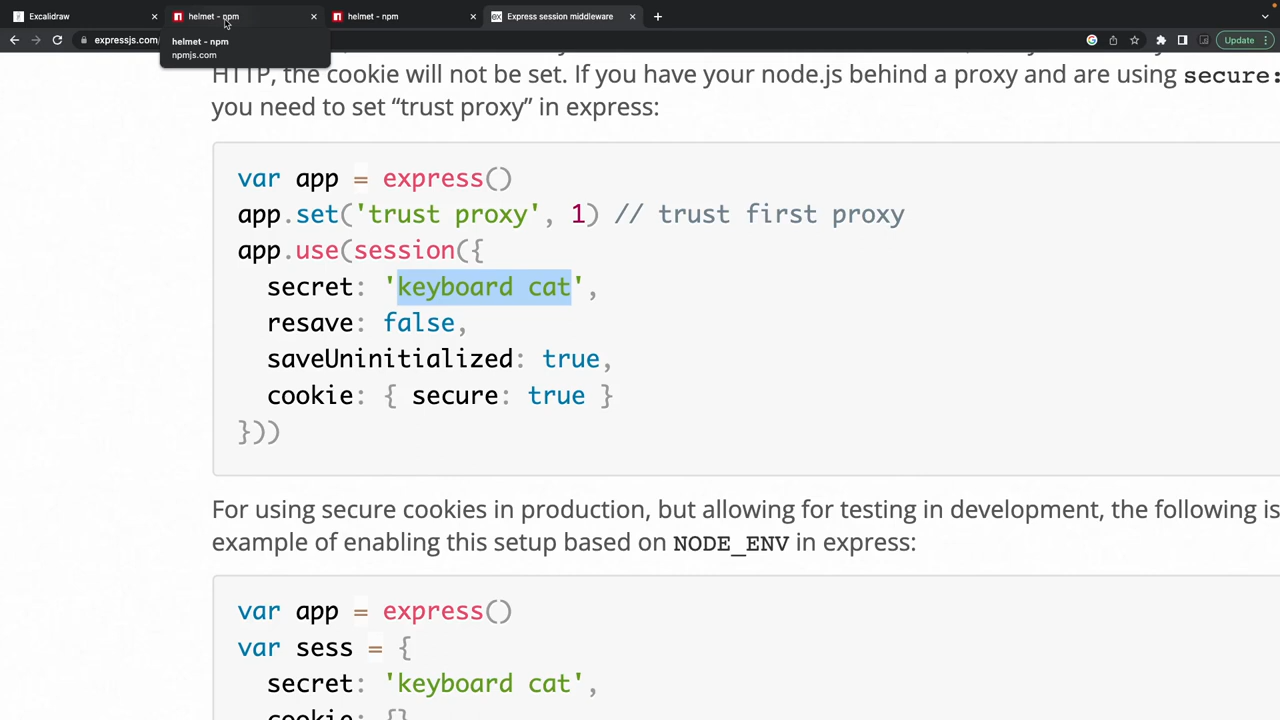 Excalidraw
helmet - npm
helmet - npm
Express session middleware
expressjs.com/
Update
helmet - npm
npmjs.com
HTTP, the cookie will not be set. If you have your node.js behind a proxy and are using secure:
you need to set “trust proxy” in express:
var app = express()
app.set('trust proxy', 1) // trust first proxy
app.use(session({
secret: 'keyboard cat',
resave: false,
saveUninitialized: true,
cookie: { secure: true }
}))
For using secure cookies in production, but allowing for testing in development, the following is
example of enabling this setup based on NODE_ENV in express:
var app = express()
var sess = {
secret: 'keyboard cat',
cookie: {}